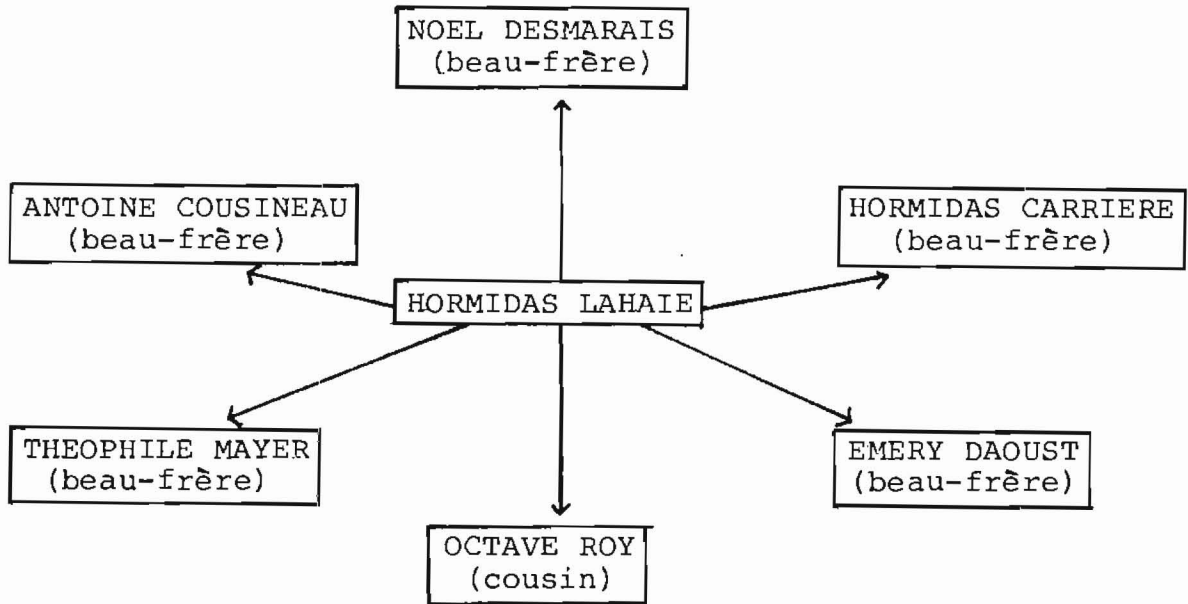 NOEL DESMARAIS
(beau-frère)
ANTOINE COUSINEAU
(beau-frère)
HORMIDAS CARRIERE
(beau-frère)
HORMIDAS LAHAIE
THEOPHILE MAYER
(beau-frère)
EMERY DAOUST
(beau-frère)
OCTAVE ROY
(cousin)